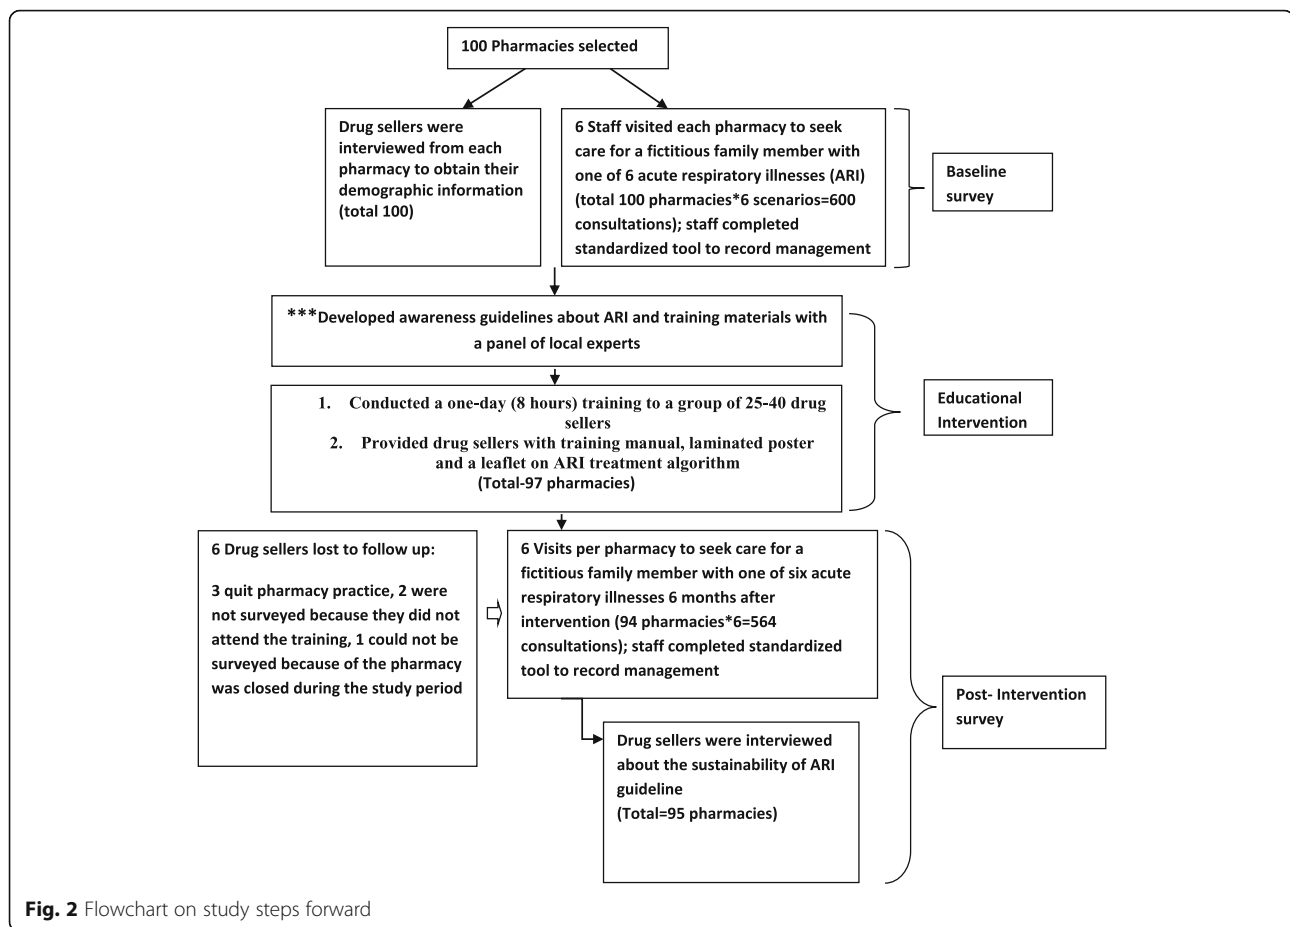 100 Pharmacies selected
Drug sellers were
interviewed from each
pharmacy to obtain their
demographic information
(total 100)
6 Staff visited each pharmacy to seek
care for a fictitious family member with
one of 6 acute respiratory illnesses (ARI)
(total 100 pharmacies*6 scenarios=600
consultations); staff completed
standardized tool to record management
Baseline
survey
***Developed awareness guidelines about ARI and training materials with
a panel of local experts
1. Conducted a one-day (8 hours) training to a group of 25-40 drug
sellers
2. Provided drug sellers with training manual, laminated poster
and a leaflet on ARI treatment algorithm
(Total-97 pharmacies)
Educational
Intervention
6 Drug sellers lost to follow up:
3 quit pharmacy practice, 2 were
not surveyed because they did not
attend the training, 1 could not be
surveyed because of the pharmacy
was closed during the study period
6 Visits per pharmacy to seek care for a
fictitious family member with one of six acute
respiratory illnesses 6 months after
intervention (94 pharmacies*6=564
consultations); staff completed standardized
tool to record management
Post- Intervention
survey
Drug sellers were interviewed
about the sustainability of ARI
guideline
(Total=95 pharmacies)
Fig. 2 Flowchart on study steps forward